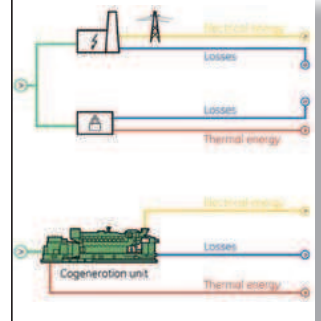 Electrical energy
Losses
Losses
Thermal energy
Electrical energy
Losses
Cogeneration unit
Thermal energy